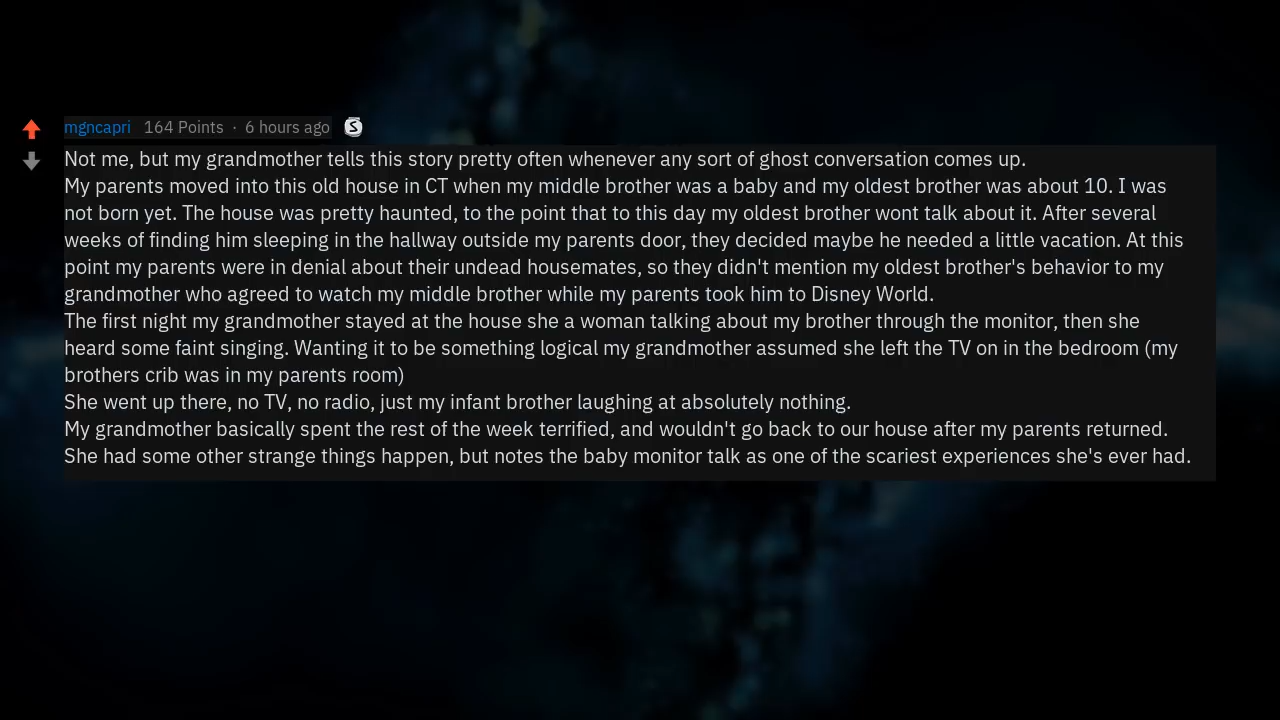 mgncapri 164 Points · 6 hours ago S
Not me, but my grandmother tells this story pretty often whenever any sort of ghost conversation comes up.
My parents moved into this old house in CT when my middle brother was a baby and my oldest brother was about 10. I was
not born yet. The house was pretty haunted, to the point that to this day my oldest brother wont talk about it. After several
weeks of finding him sleeping in the hallway outside my parents door, they decided maybe he needed a little vacation. At this
point my parents were in denial about their undead housemates, so they didn't mention my oldest brother's behavior to my
grandmother who agreed to watch my middle brother while my parents took him to Disney World.
The first night my grandmother stayed at the house she a woman talking about my brother through the monitor, then she
heard some faint singing. Wanting it to be something logical my grandmother assumed she left the TV on in the bedroom (my
brothers crib was in my parents room)
She went up there, no TV, no radio, just my infant brother laughing at absolutely nothing.
My grandmother basically spent the rest of the week terrified, and wouldn't go back to our house after my parents returned.
She had some other strange things happen, but notes the baby monitor talk as one of the scariest experiences she's ever had.